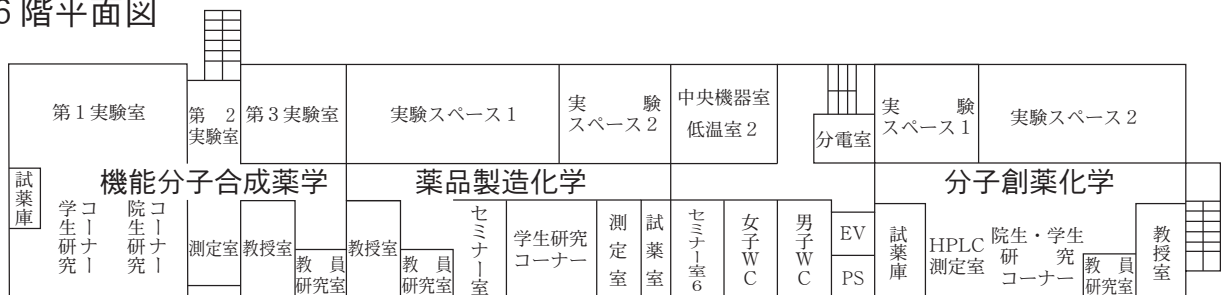 6階平面図
第1実験室
第 2
実験室
第3実験室
実験スペース1
実 験
スペース2
中央機器室
低温室2
分電室
実 験
スペース1
実験スペース2
試薬庫
機能分子合成薬学
薬品製造化学
分子創薬化学
学生研究
コーナー
院生研究
コーナー
測定室
教授室
教 員
研究室
教授室
教 員
研究室
セミナー室
学生研究
コーナー
測定室
試薬室
セミナー室6
女子WC
男子WC
EV
PS
試薬庫
HPLC
測定室
院生・学生
研 究
コーナー
教 員
研究室
教授室